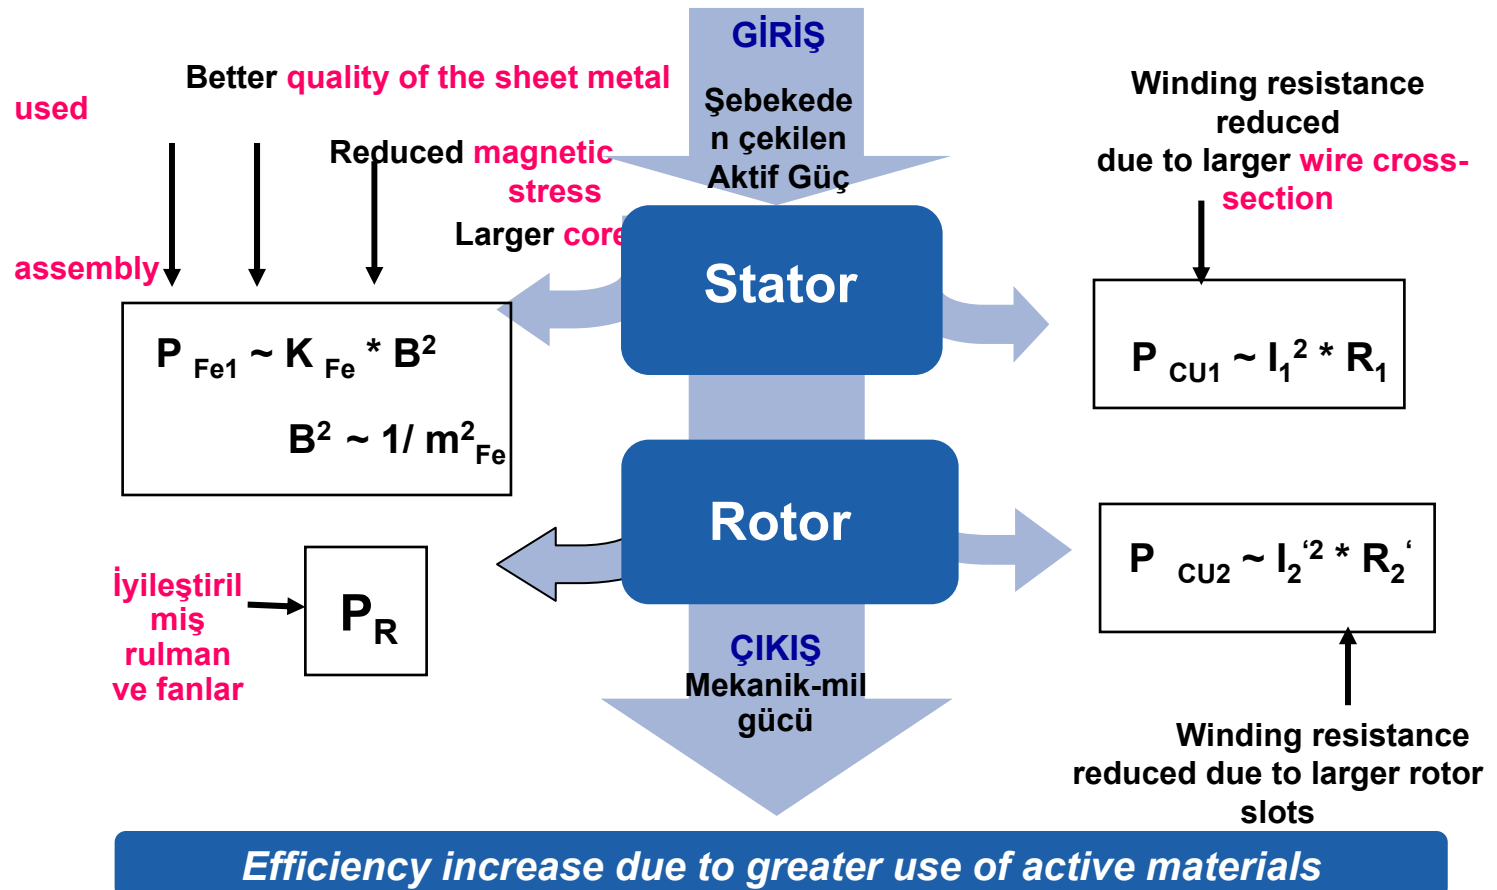 GİRİŞ
Şebekede
n çekilen
Aktif Güç
Better quality of the sheet metal
used
Reduced magnetic
stress
Larger core
assembly
Winding resistance
reduced
due to larger wire cross-
section
Stator
P Fe1 ~ K Fe * B²
B² ~ 1/ m²Fe
P CU1 ~ I₁² * R₁
Rotor
İyileştiril
miş
rulman
ve fanlar
PR
P CU2 ~ I₂‘² * R₂‘
ÇIKIŞ
Mekanik-mil
gücü
Winding resistance
reduced due to larger rotor
slots
Efficiency increase due to greater use of active materials